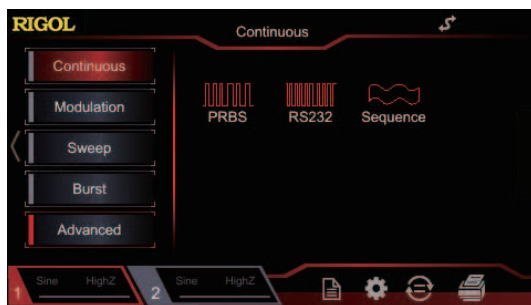 RIGOL
Continuous
Continuous
Modulation
Sweep
Burst
Advanced
PRBS
RS232
Sequence
1
Sine
HighZ
2
Sine
HighZ